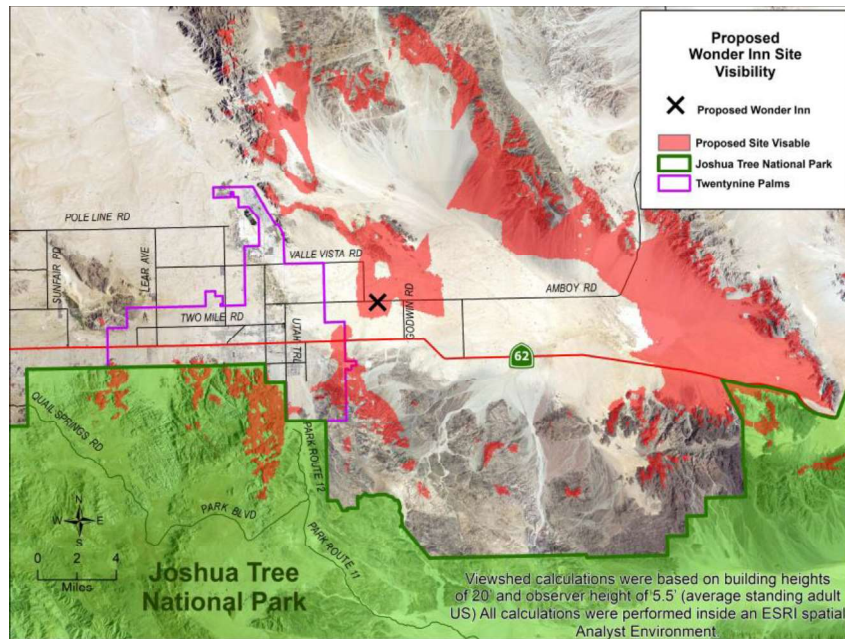 Proposed
Wonder Inn Site
Visibility
Proposed Wonder Inn
Proposed Site Visable
Joshua Tree National Park
Twentynine Palms
POLE LINE RD
SUNFAIR RD
LEAR AVE
VALLE VISTA RD
AMBOY RD
TWO MILE RD
UTAH TRL
GODWIN RD
62
QUAIL SPRINGS RD
PARK ROUTE 12
PARK BLVD
PARK ROUTE 11
N
W E
S
0 2 4
Miles
Joshua Tree
National Park
Viewshed calculations were based on building heights
of 20' and observer height of 5.5' (average standing adult
US) All calculations were performed inside an ESRI spatial
Analyst Environment.